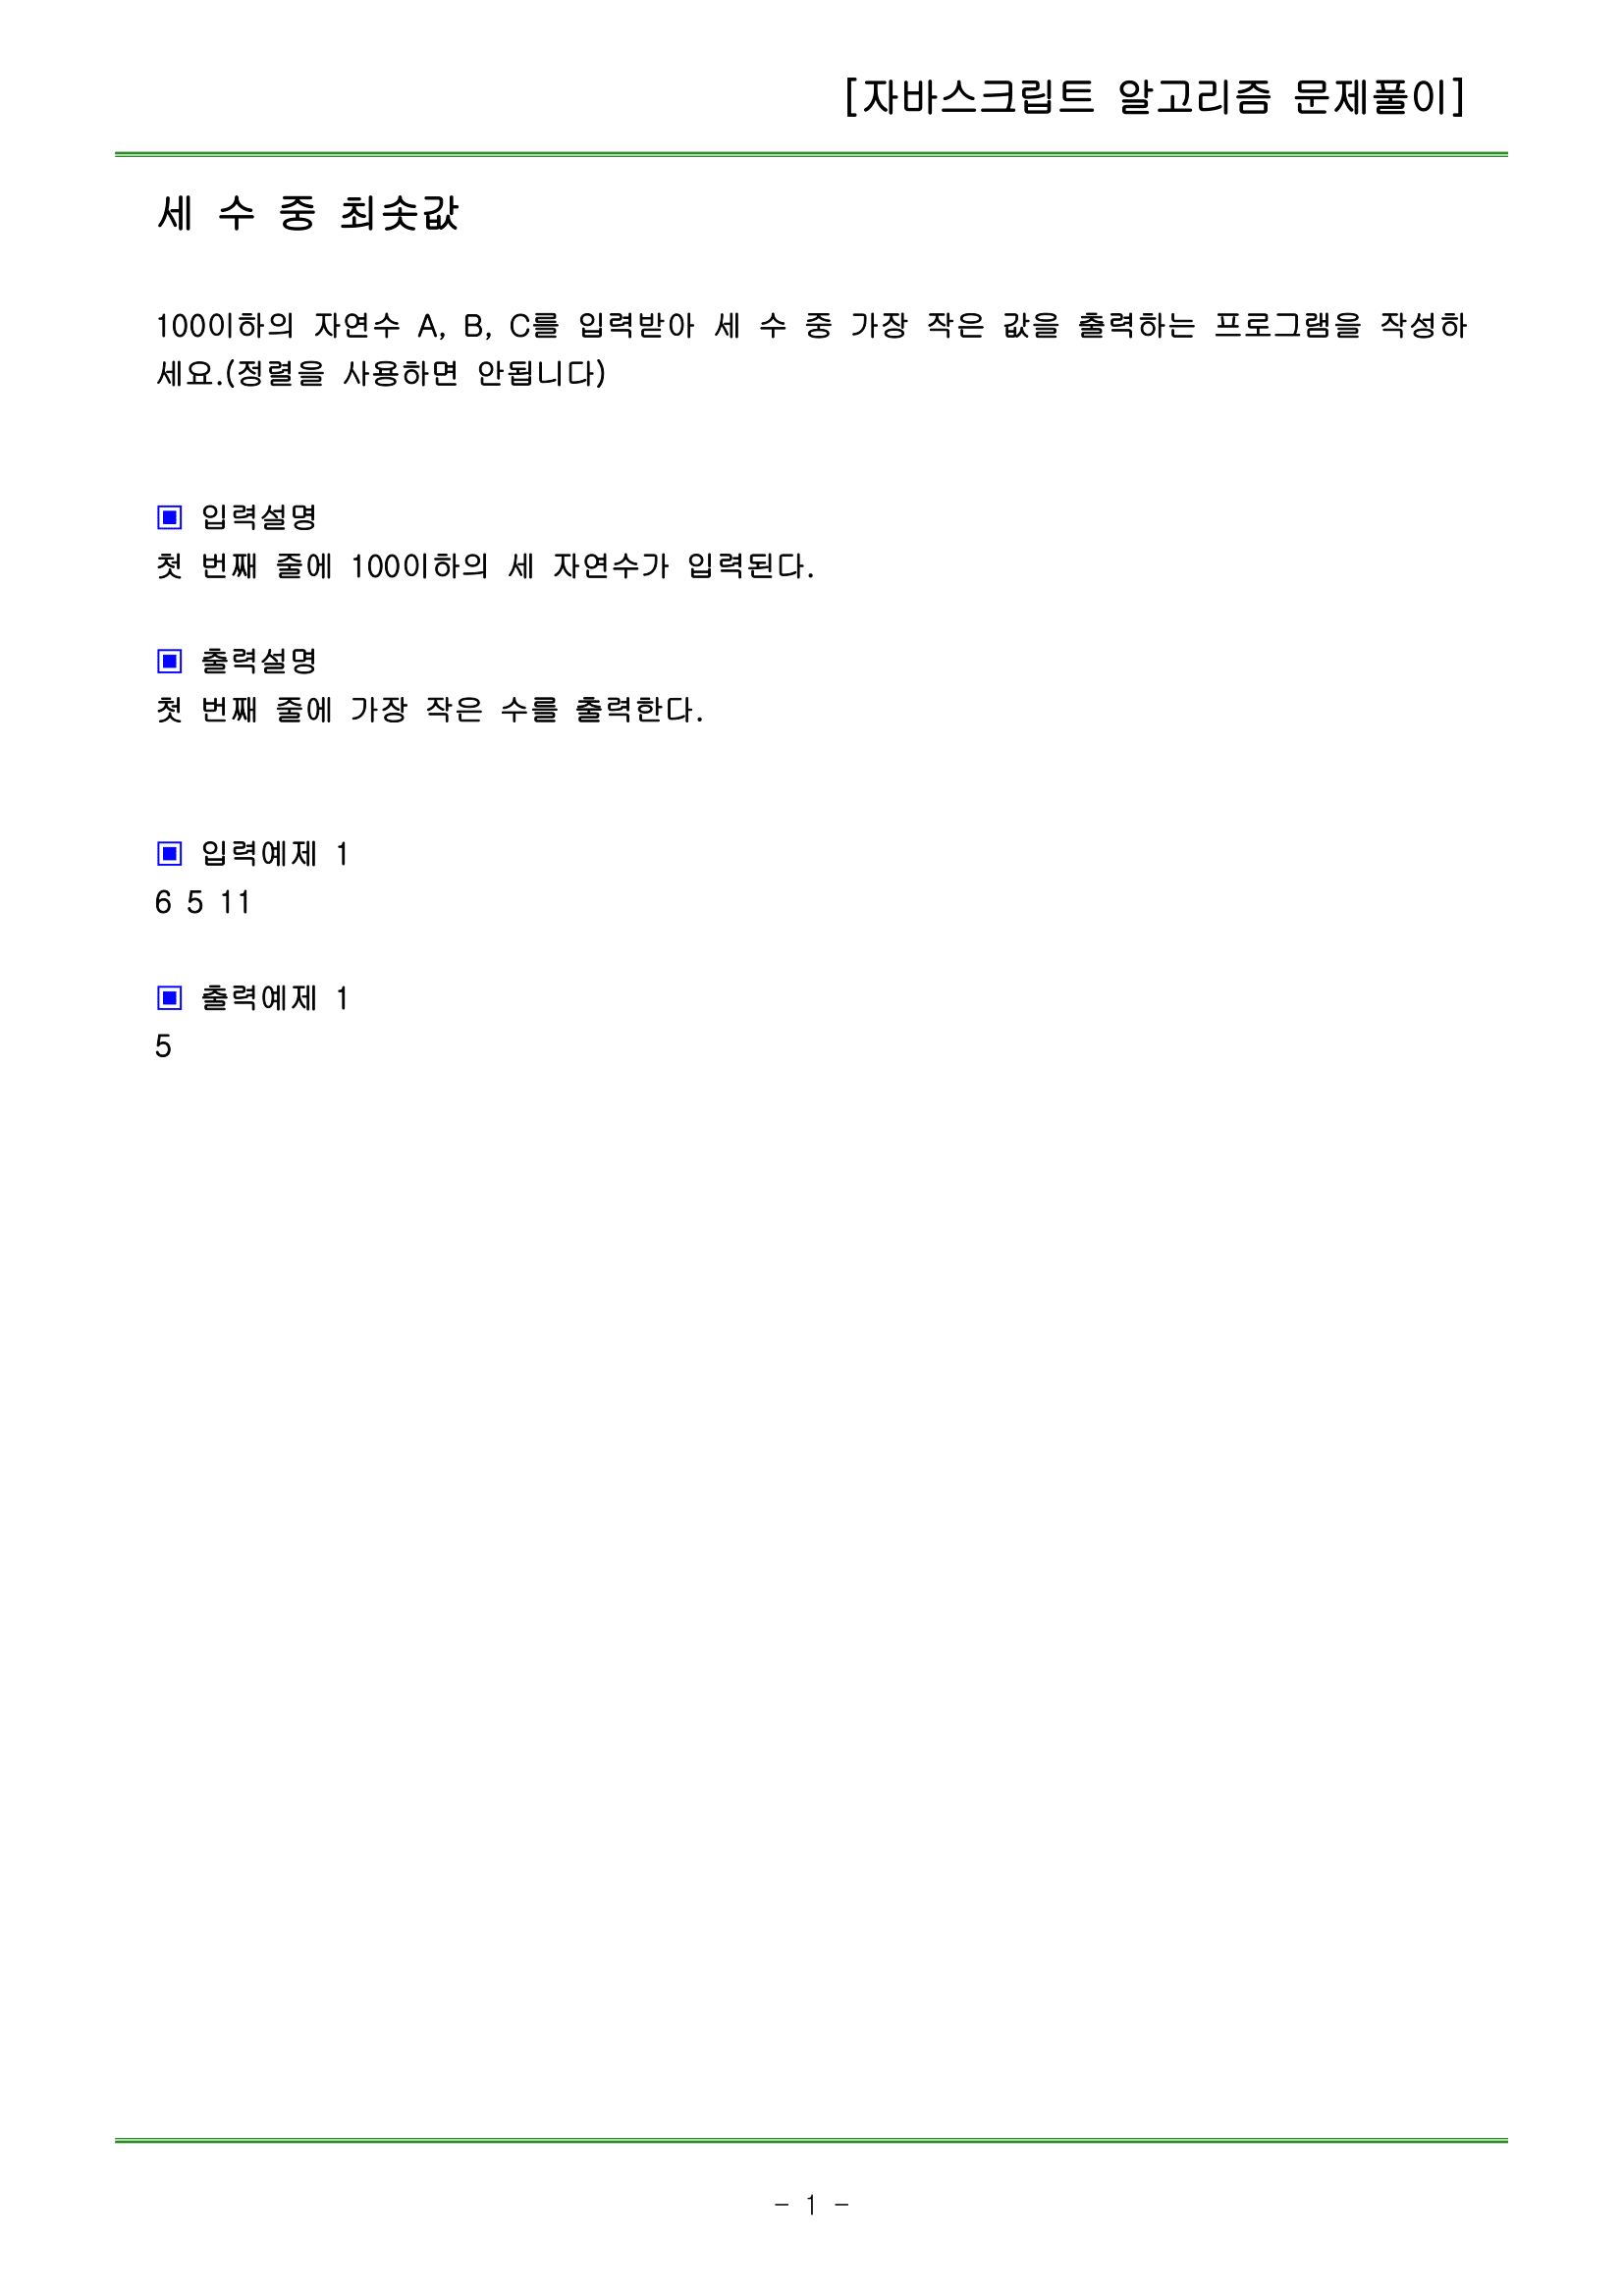 [자바스크립트 알고리즘 문제풀이]
세 수 중 최솟값
100이하의 자연수 A, B, C를 입력받아 세 수 중 가장 작은 값을 출력하는 프로그램을 작성하
세요.(정렬을 사용하면 안됩니다)
▣ 입력설명
첫 번째 줄에 100이하의 세 자연수가 입력된다.
▣ 출력설명
첫 번째 줄에 가장 작은 수를 출력한다.
▣ 입력예제 1
6 5 11
▣ 출력예제 1
5
- 1 -